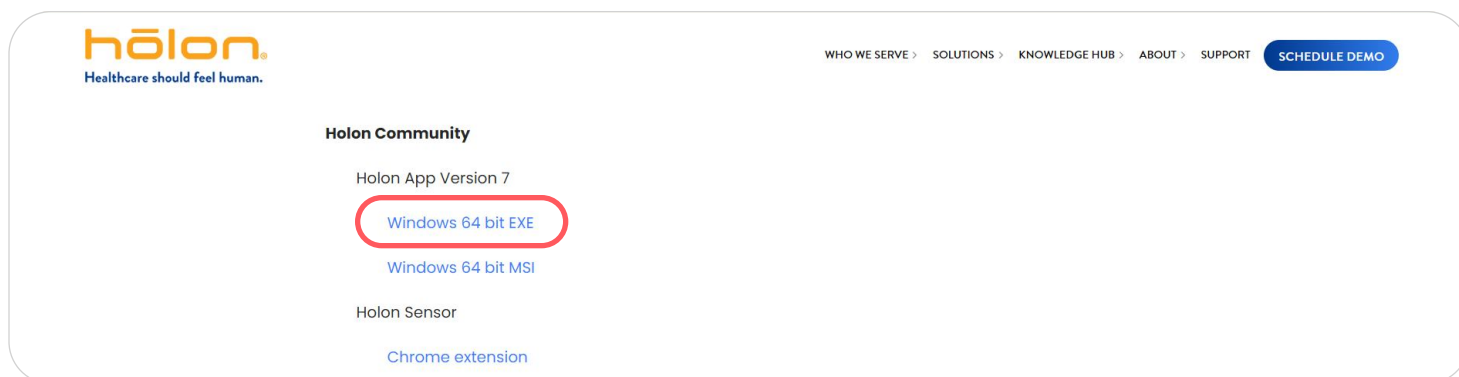 hōlon®
Healthcare should feel human.
WHO WE SERVE > SOLUTIONS > KNOWLEDGE HUB > ABOUT > SUPPORT SCHEDULE DEMO
Holon Community
Holon App Version 7
Windows 64 bit EXE
Windows 64 bit MSI
Holon Sensor
Chrome extension